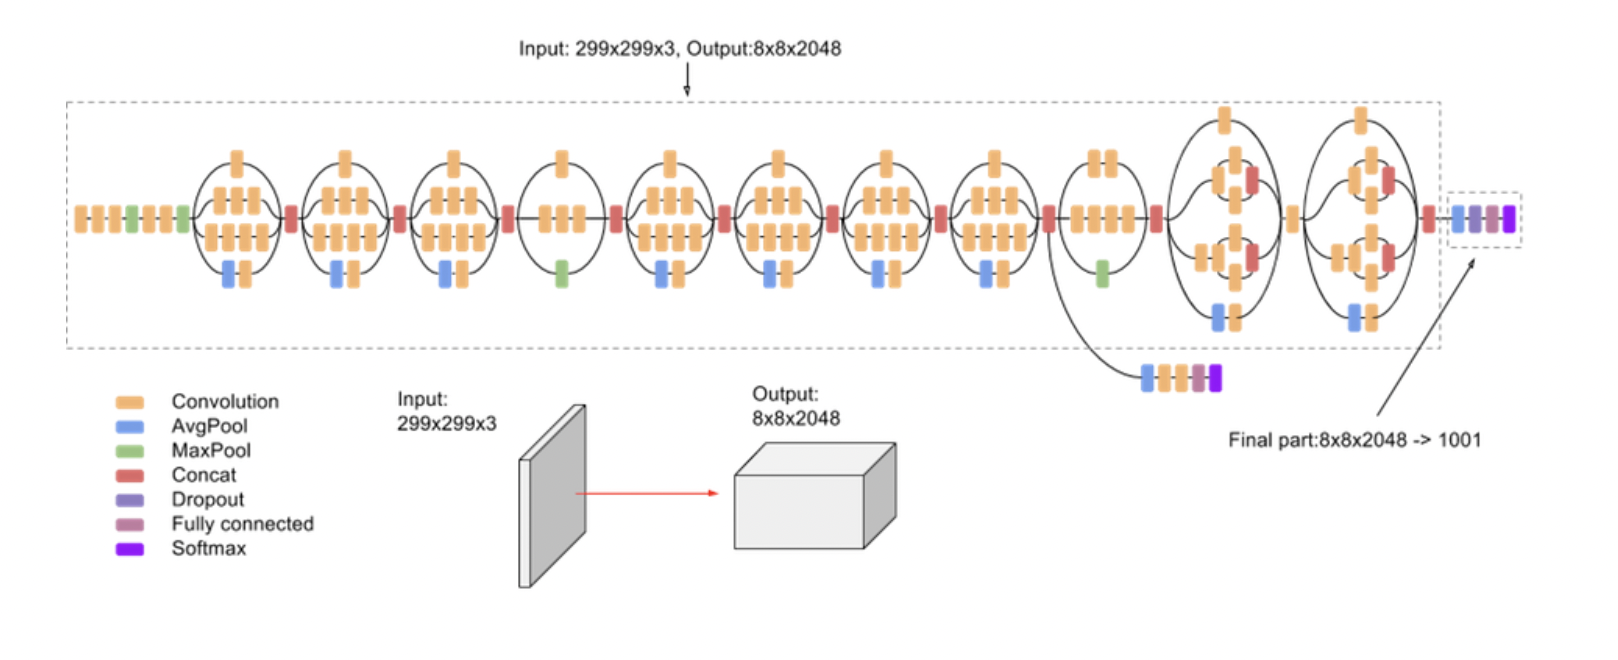 Input: 299x299x3, Output:8x8x2048
Convolution
AvgPool
MaxPool
Concat
Dropout
Fully connected
Softmax
Input:
299x299x3
Output:
8x8x2048
Final part:8x8x2048 -> 1001